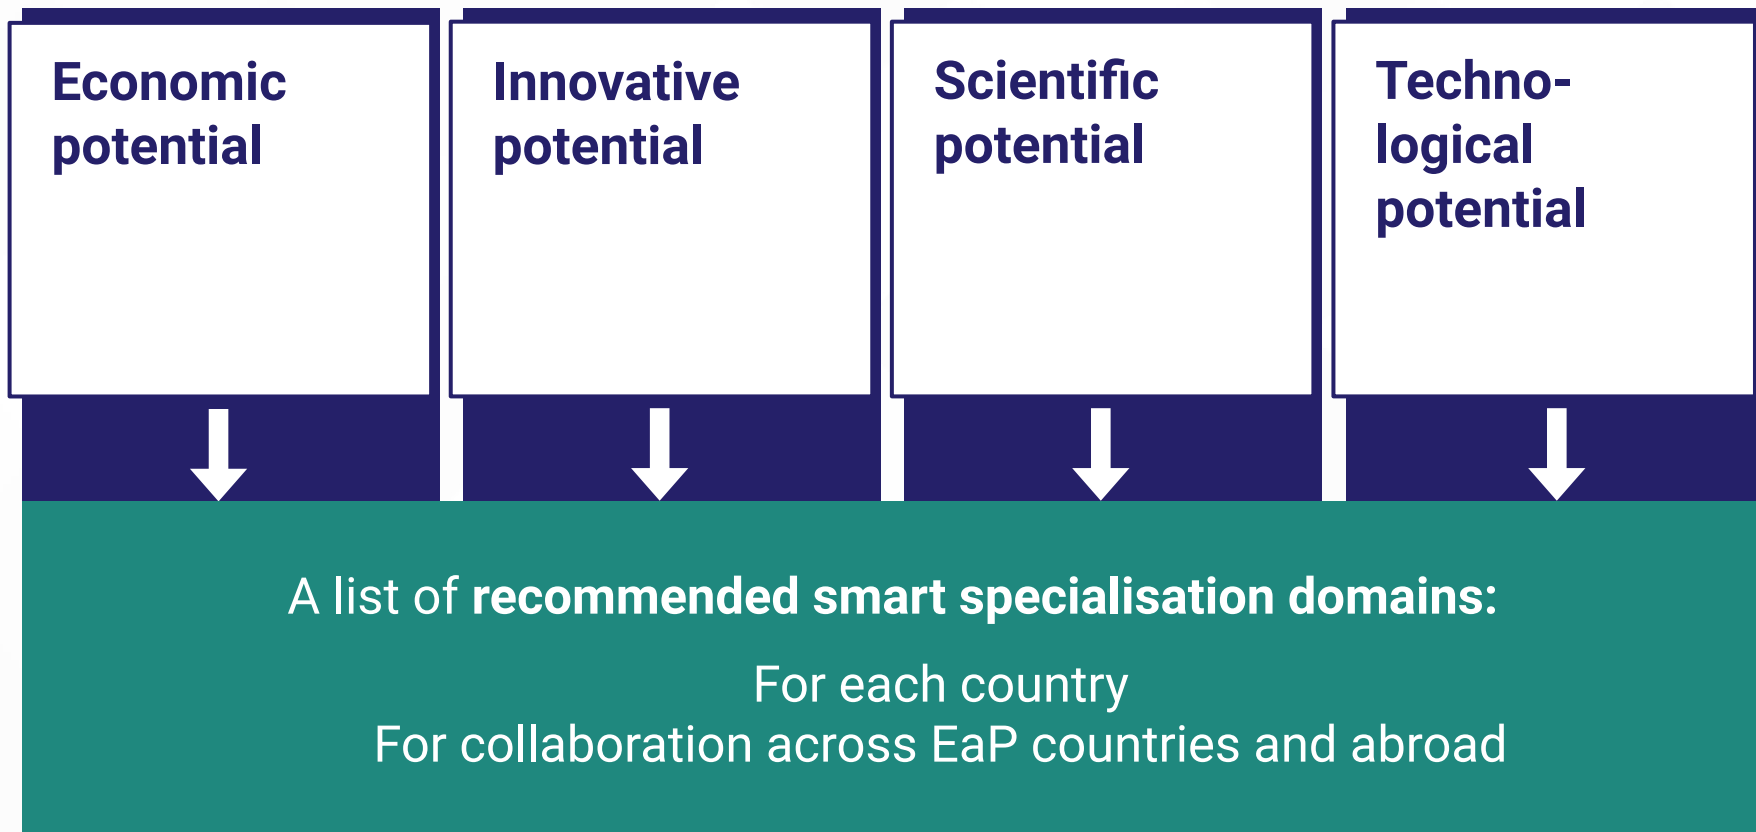 Economic
potential
Innovative
potential
Scientific
potential
Techno-
logical
potential
A list of recommended smart specialisation domains:
For each country
For collaboration across EaP countries and abroad